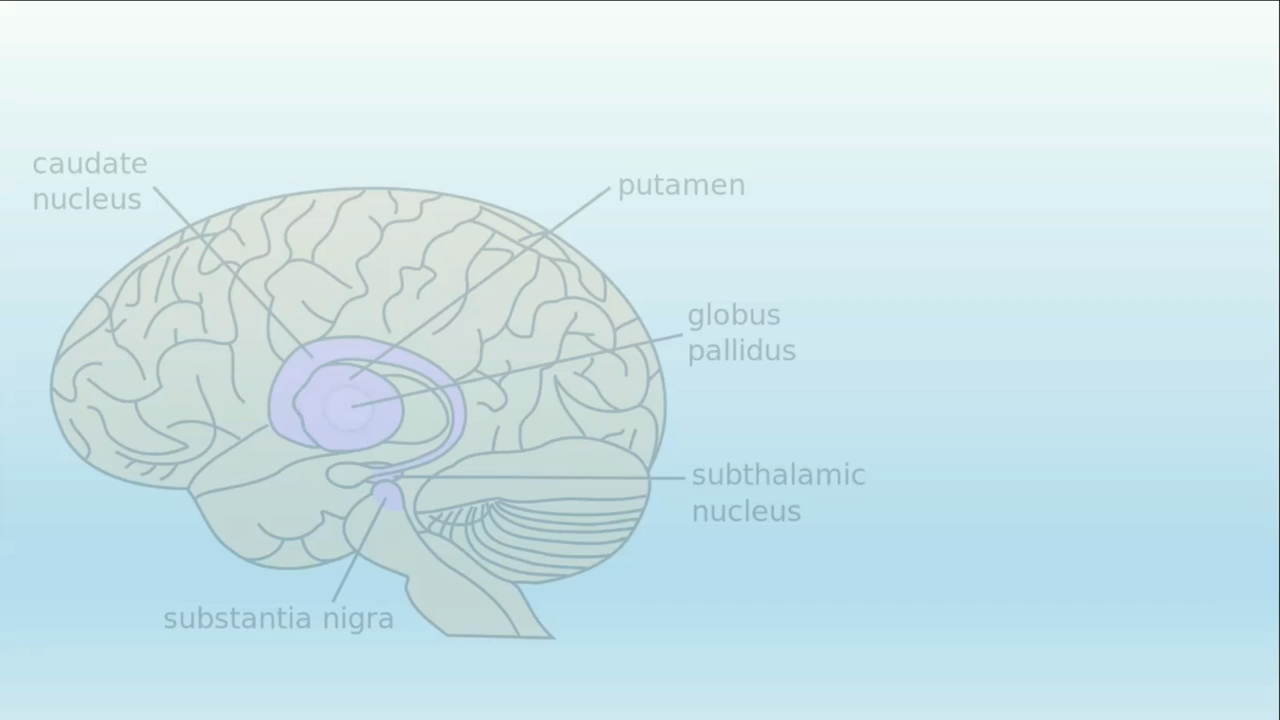 caudate
nucleus
putamen
globus
pallidus
subthalamic
nucleus
substantia nigra